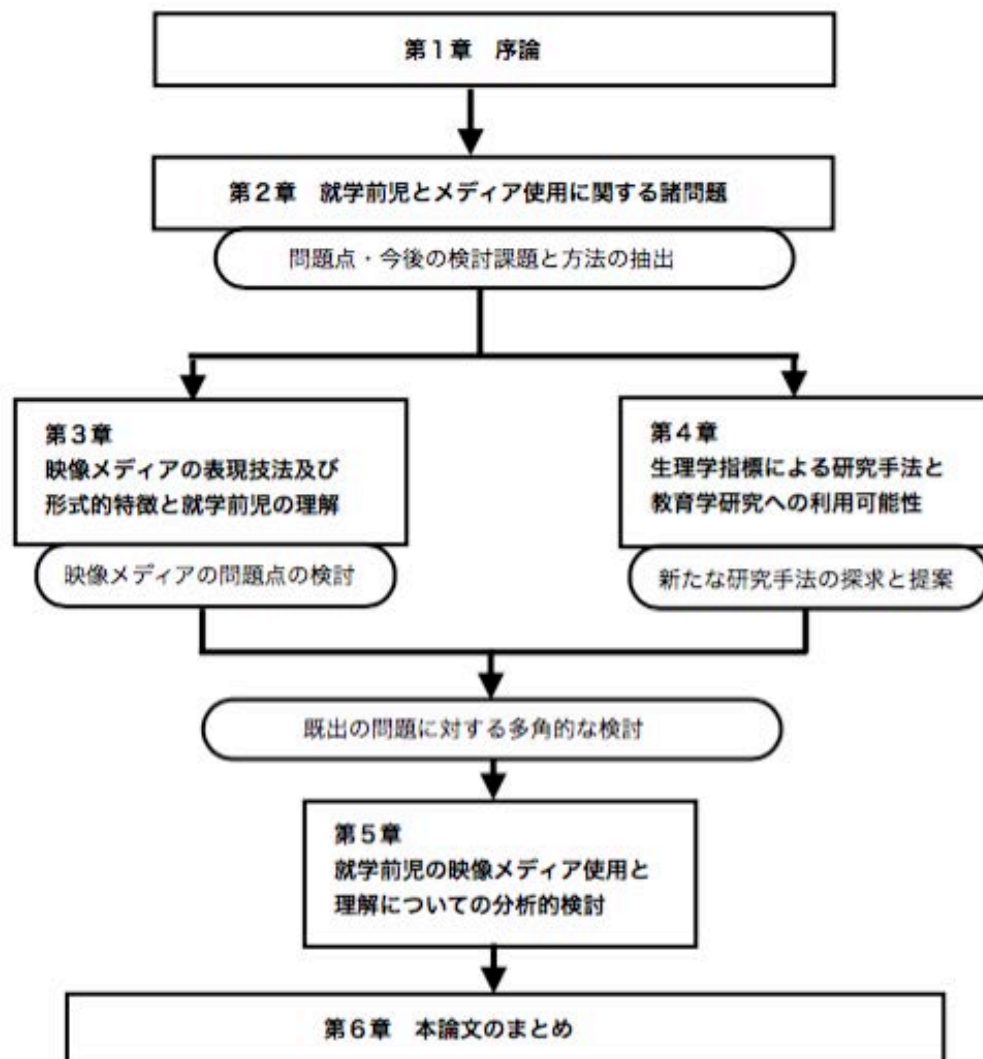 第1章　序論
第2章　就学前児とメディア使用に関する諸問題
問題点・今後の検討課題と方法の抽出
第3章
映像メディアの表現技法及び
形式的特徴と就学前児の理解
映像メディアの問題点の検討
第4章
生理学指標による研究手法と
教育学研究への利用可能性
新たな研究手法の探求と提案
既出の問題に対する多角的な検討
第5章
就学前児の映像メディア使用と
理解についての分析的検討
第6章　本論文のまとめ